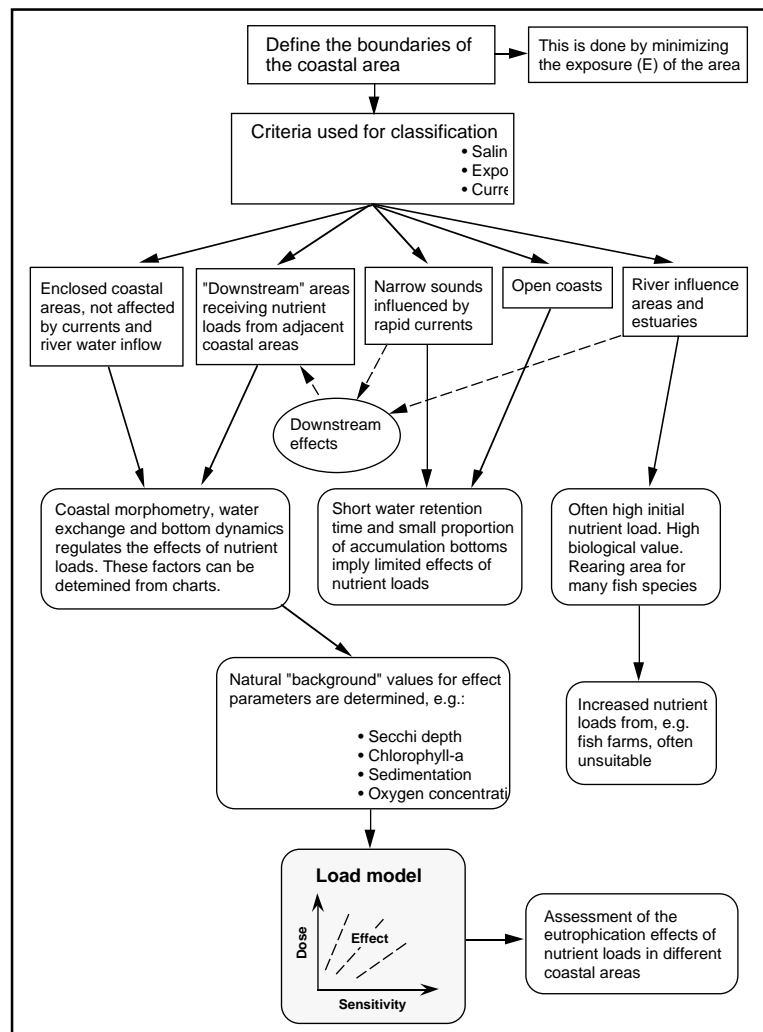 Define the boundaries of
the coastal area
This is done by minimizing
the exposure (E) of the area
Criteria used for classification
• Salin
• Expo
• Curre
Enclosed coastal
areas, not affected
by currents and
river water inflow
"Downstream" areas
receiving nutrient
loads from adjacent
coastal areas
Narrow sounds
influenced by
rapid currents
Open coasts
River influence
areas and
estuaries
Downstream
effects
Coastal morphometry, water
exchange and bottom dynamics
regulates the effects of nutrient
loads. These factors can be
detemined from charts.
Short water retention
time and small proportion
of accumulation bottoms
imply limited effects of
nutrient loads
Often high initial
nutrient load. High
biological value.
Rearing area for
many fish species
Natural "background" values for effect
parameters are determined, e.g.:
• Secchi depth
• Chlorophyll-a
• Sedimentation
• Oxygen concentrati
Increased nutrient
loads from, e.g.
fish farms, often
unsuitable
Load model
Dose
Effect
Sensitivity
Assessment of the
eutrophication effects of
nutrient loads in different
coastal areas